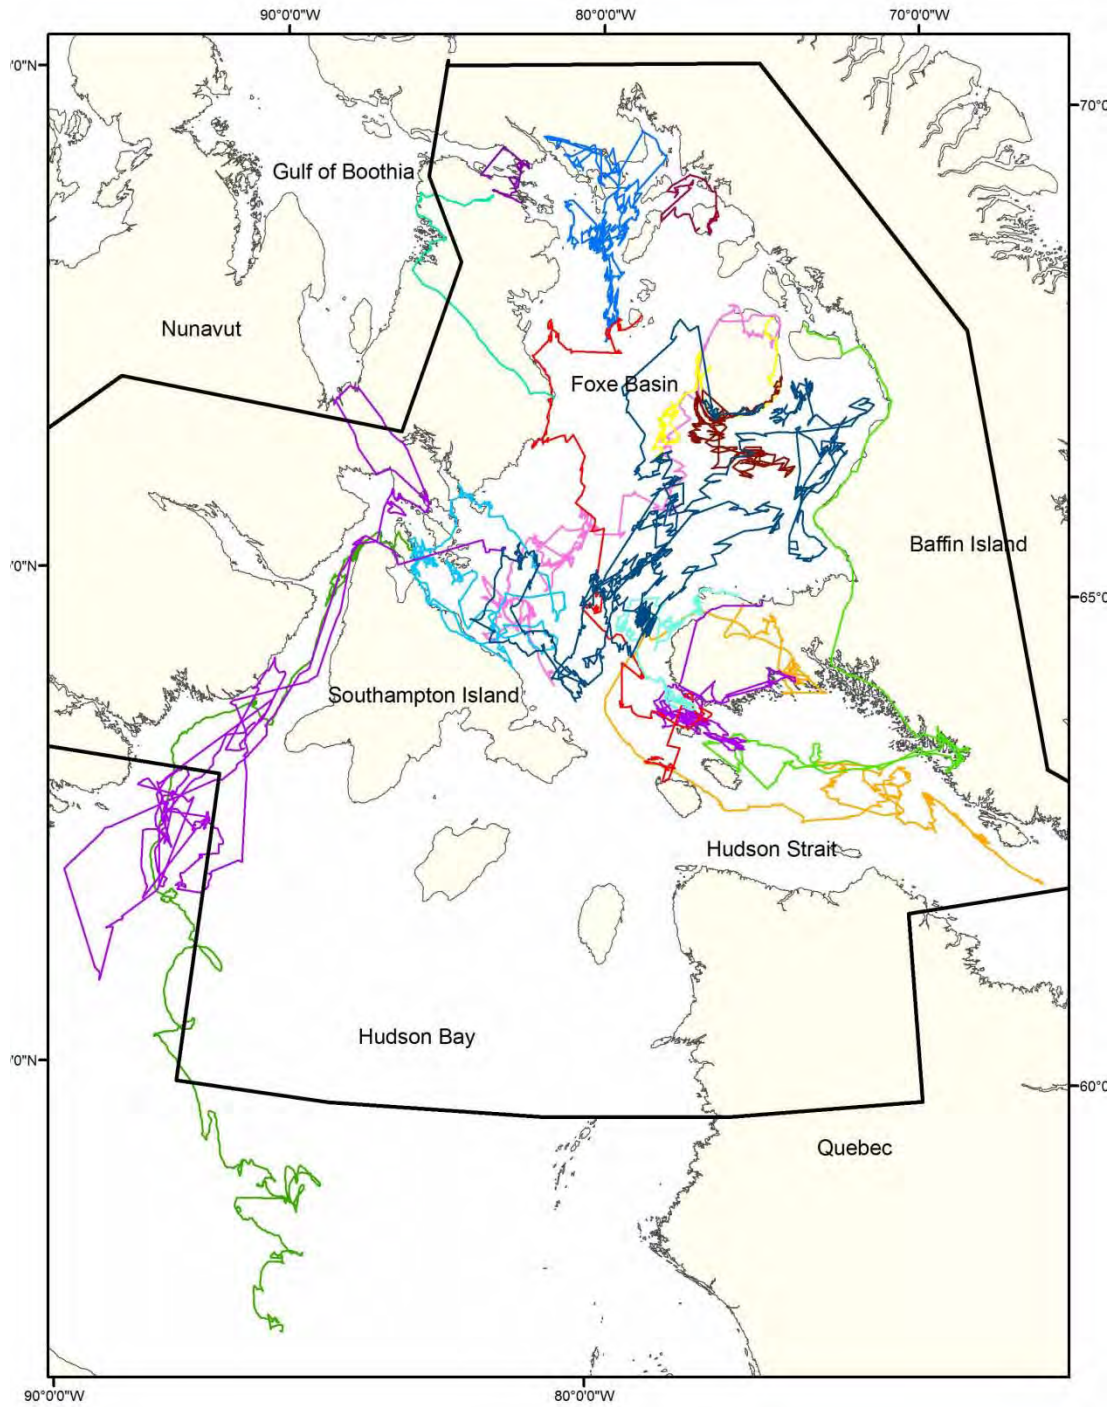 90°0'0"W 80°0'0"W 70°0'0"W
'0"N
70°0
Gulf of Boothia
Nunavut
Foxe Basin
Baffin Island
'0"N
65°0
Southampton Island
Hudson Strait
Hudson Bay
'0"N
60°0
Quebec
90°0'0"W 80°0'0"W